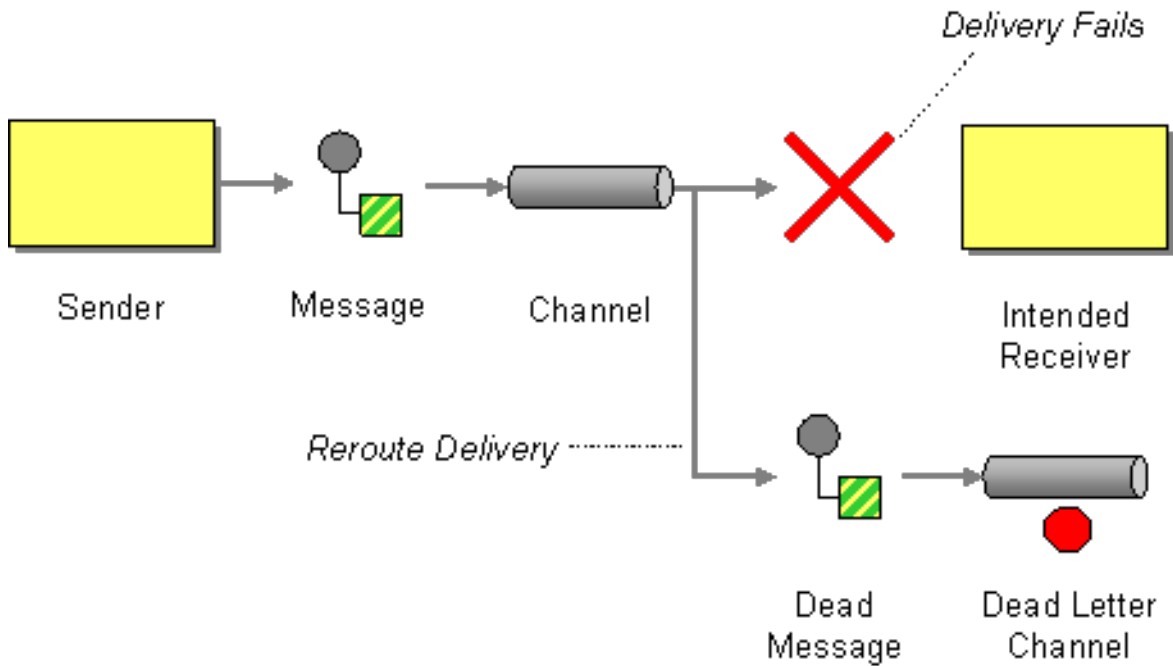 Delivery Fails
Sender
Message
Channel
Intended
Receiver
Reroute Delivery
Dead
Message
Dead Letter
Channel